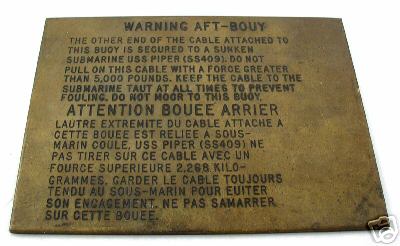 WARNING AFT-BOUY
THE OTHER END OF THE CABLE ATTACHED TO
THIS BUOY IS SECURED TO A SUNKEN
SUBMARINE USS PIPER (SS409). DO NOT
PULL ON THIS CABLE WITH A FORCE GREATER
THAN 5,000 POUNDS. KEEP THE CABLE TO THE
SUBMARINE TAUT AT ALL TIMES TO PREVENT
FOULING. DO NOT MOOR TO THIS BUOY.
ATTENTION BOUEE ARRIER
LAUTRE EXTREMITE DU CABLE ATTACHE A
CETTE BOUEE EST RELIEE A SOUS-
MARIN COULE, USS PIPER (SS409) NE
PAS TIRER SUR CE CABLE AVEC UN
FOURCE SUPERIEURE 2.268 KILO-
GRAMMES. GARDER LE CABLE TOUJOURS
TENDU AU SOUS-MARIN POUR EUITER
SON ENGAGEMENT. NE PAS SAMARRER
SUR CETTE BOUEE.